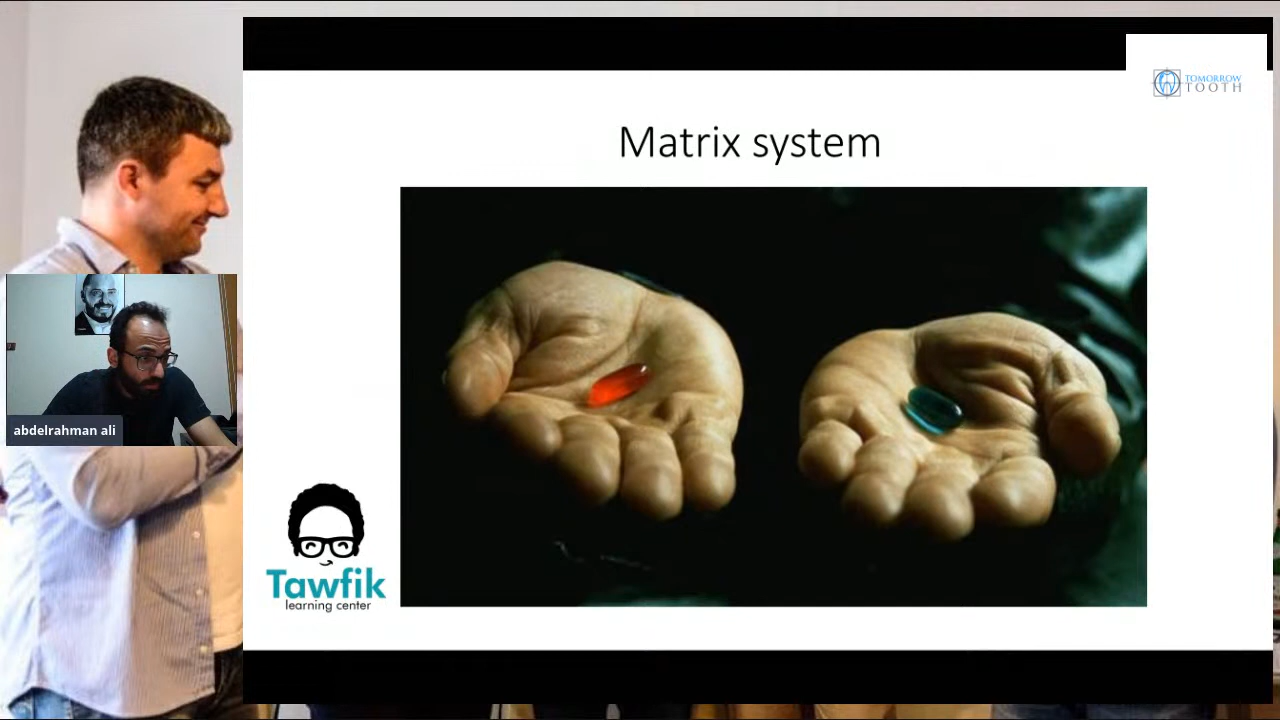 TOMORROW
TOOTH
Matrix system
abdelrahman ali
Tawfik
learning center